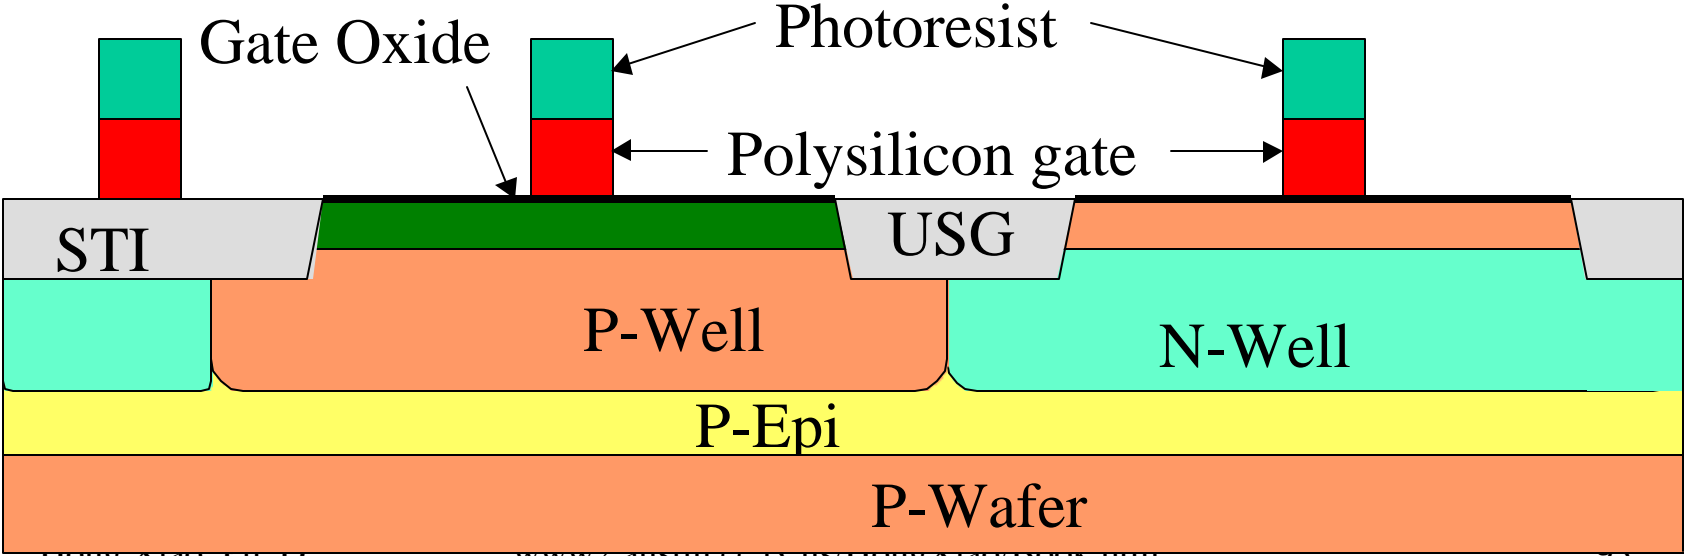 Gate Oxide
Photoresist
Polysilicon gate
STI
USG
P-Well
N-Well
P-Epi
P-Wafer